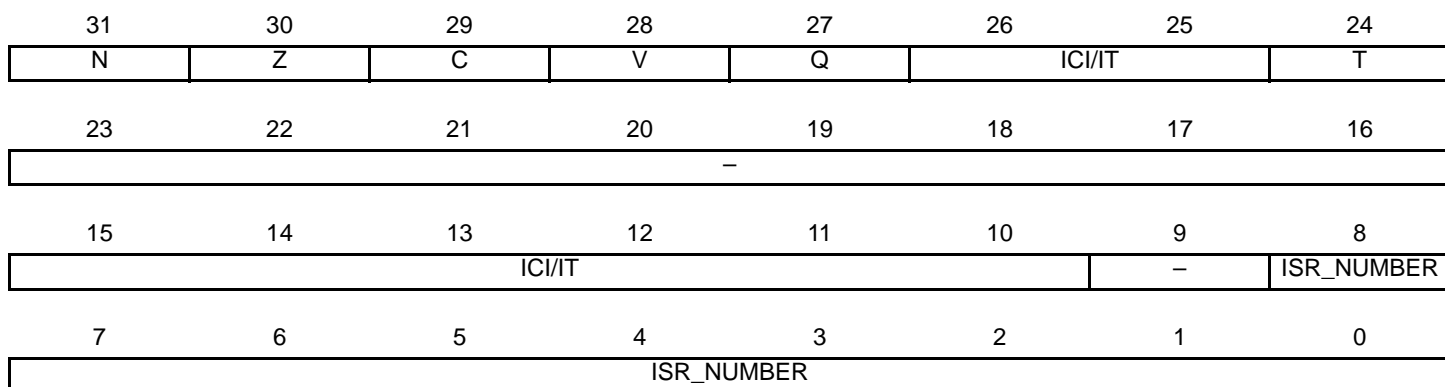 31 30 29 28 27 26 25 24
N Z C V Q ICI/IT T
23 22 21 20 19 18 17 16
–
15 14 13 12 11 10 9 8
ICI/IT – ISR_NUMBER
7 6 5 4 3 2 1 0
ISR_NUMBER